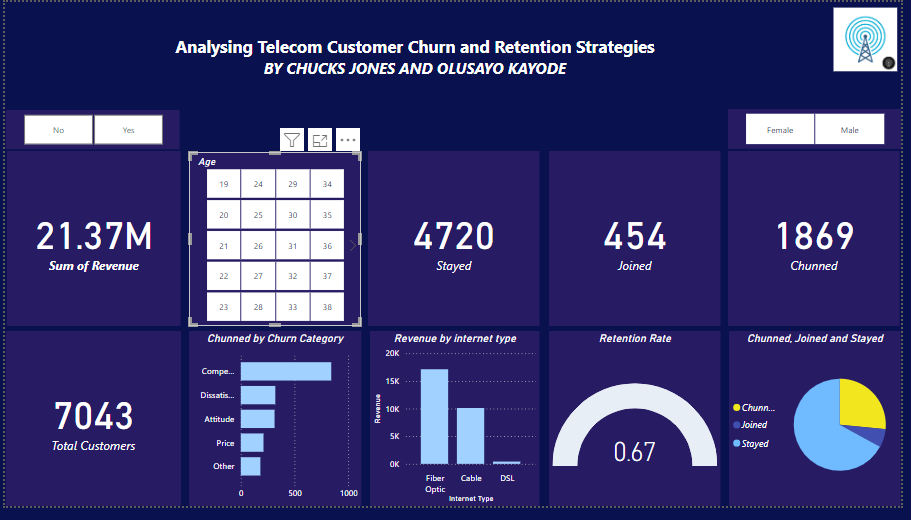 Analysing Telecom Customer Churn and Retention Strategies
BY CHUCKS JONES AND OLUSAYO KAYODE
No Yes
Female Male
21.37M
Sum of Revenue
Age
19 24 29 34
20 25 30 35
21 26 31 36
22 27 32 37
23 28 33 38
4720
Stayed
454
Joined
1869
Chunned
7043
Total Customers
Chunned by Churn Category
Compe...
Dissatis...
Attitude
Price
Other
0 500 1000
Revenue by internet type
Revenue
20K
15K
10K
5K
0K
Fiber Optic Cable DSL
Internet Type
Retention Rate
0.67
Chunned, Joined and Stayed
Chunn...
Joined
Stayed